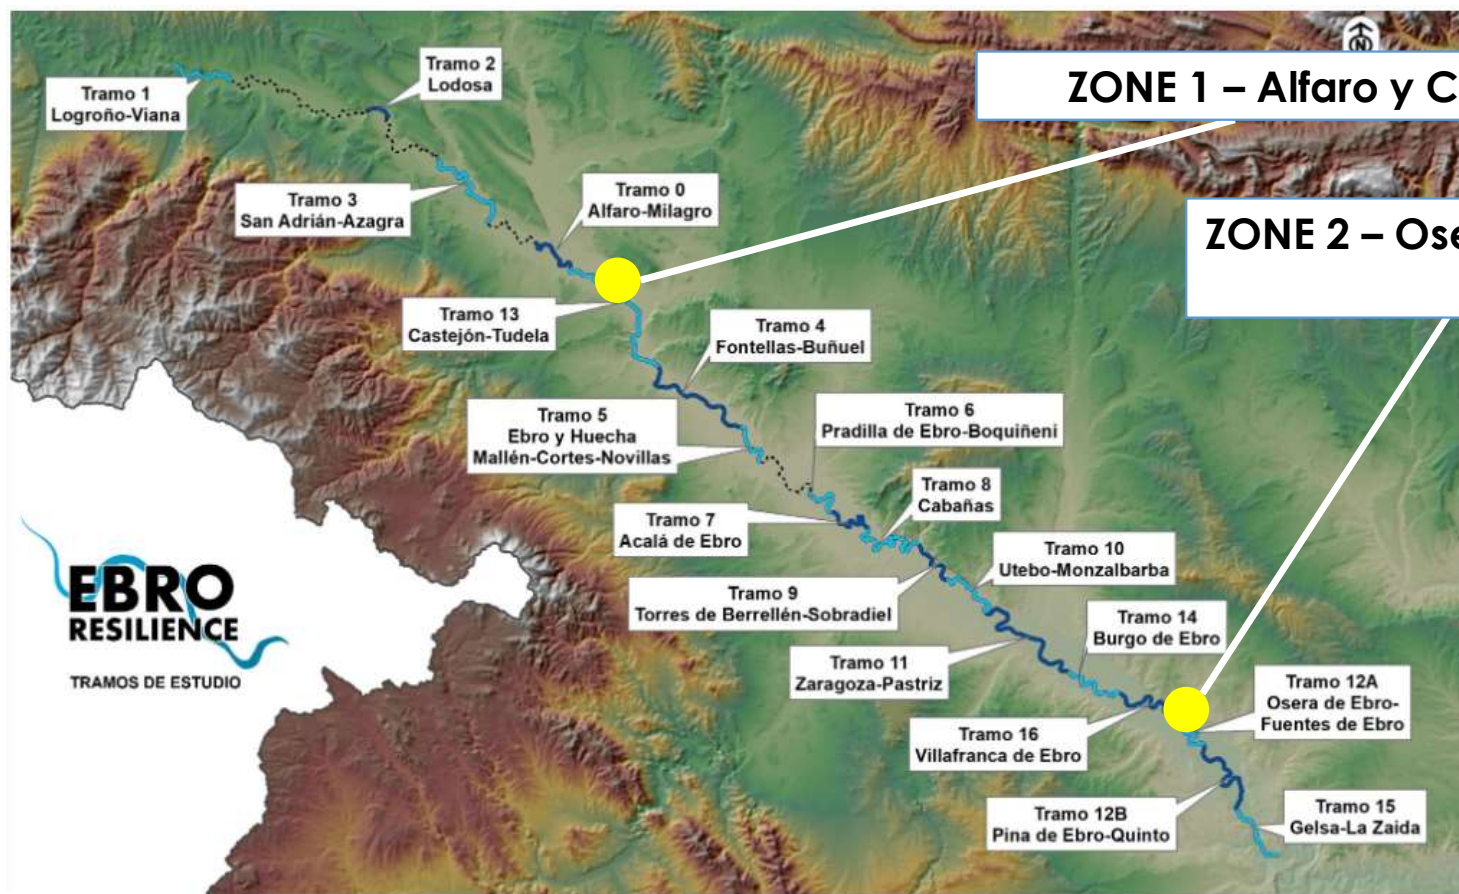 N
ZONE 1 – Alfaro y C
ZONE 2 – Ose
Tramo 1
Logroño-Viana
Tramo 2
Lodosa
Tramo 3
San Adrián-Azagra
Tramo 0
Alfaro-Milagro
Tramo 13
Castejón-Tudela
Tramo 4
Fontellas-Buñuel
Tramo 5
Ebro y Huecha
Mallén-Cortes-Novillas
Tramo 6
Pradilla de Ebro-Boquiñeni
Tramo 7
Acalá de Ebro
Tramo 8
Cabañas
Tramo 9
Torres de Berrellén-Sobradiel
Tramo 10
Utebo-Monzalbarba
Tramo 11
Zaragoza-Pastriz
Tramo 14
Burgo de Ebro
Tramo 16
Villafranca de Ebro
Tramo 12A
Osera de Ebro-
Fuentes de Ebro
Tramo 12B
Pina de Ebro-Quinto
Tramo 15
Gelsa-La Zaida
EBRO
RESILIENCE
TRAMOS DE ESTUDIO